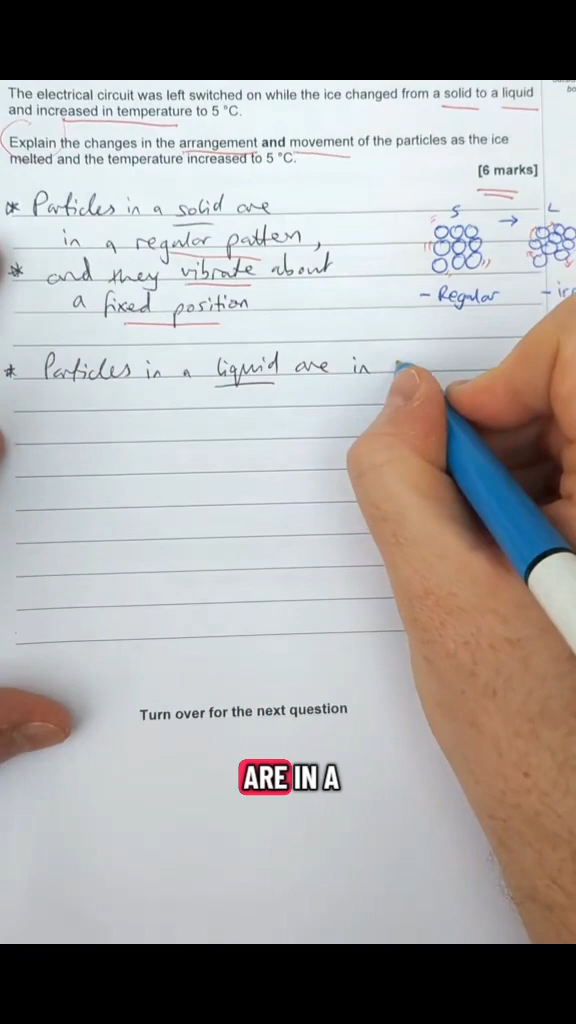 The electrical circuit was left switched on while the ice changed from a solid to a liquid
and increased in temperature to 5 °C.
Explain the changes in the arrangement and movement of the particles as the ice
melted and the temperature increased to 5 °C.
[6 marks]
* Particles in a solid are
in a regular patten,
* and they vibrate about
a fixed position
S → L
- Regular - irr
* Particles in a liquid are in
Turn over for the next question
ARE IN A